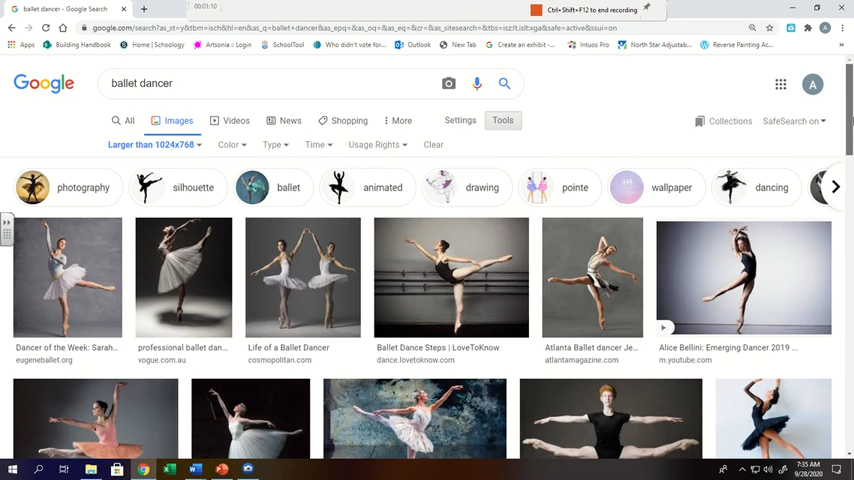 00:01:10
Ctrl+Shift+F12 to end recording
ballet dancer - Google Search
google.com/search?as_st=y&tbm=isch&hl=en&as_q=ballet+dancer&as_epq=&as_oq=&as_eq=&cr=&as_sitesearch=&tbs=isz:lt,islt:xga&safe=active&ssui=on
Apps
Building Handbook
Home | Schoology
Artsonia :: Login
SchoolTool
Who didn't vote for...
Outlook
New Tab
Create an exhibit -...
Intuos Pro
North Star Adjustab...
Reverse Painting Ac...
Google
ballet dancer
A
All
Images
Videos
News
Shopping
More
Settings
Tools
Collections
SafeSearch on
Larger than 1024x768
Color
Type
Time
Usage Rights
Clear
photography
silhouette
ballet
animated
drawing
pointe
wallpaper
dancing
Dancer of the Week: Sarah...
eugeneballet.org
professional ballet dan...
vogue.com.au
Life of a Ballet Dancer
cosmopolitan.com
Ballet Dance Steps | LoveToKnow
dance.lovetoknow.com
Atlanta Ballet dancer Je...
atlantamagazine.com
Alice Bellini: Emerging Dancer 2019 ...
m.youtube.com
7:35 AM
9/28/2020